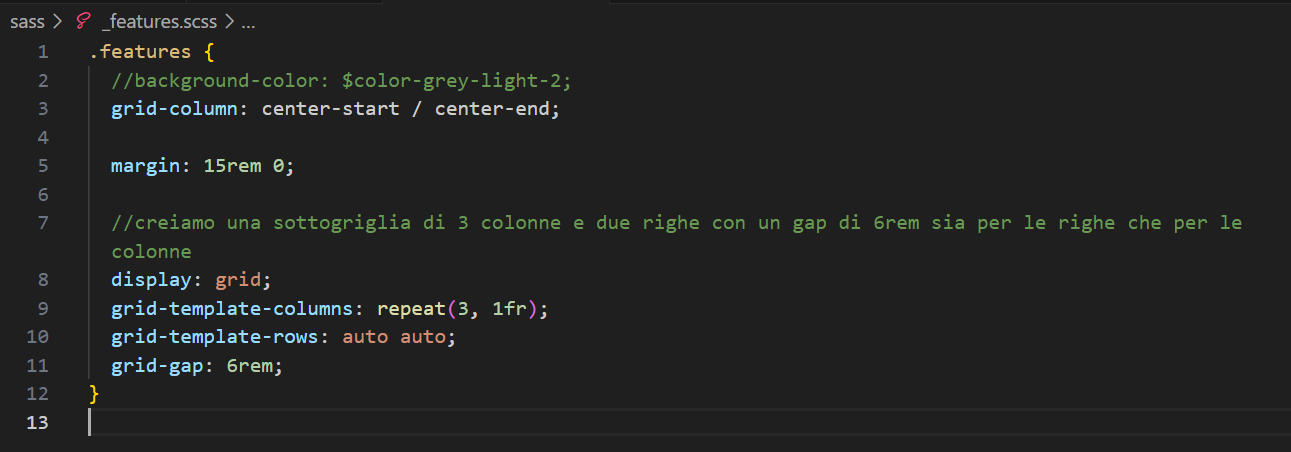 sass > _features.scss > ...
1 .features {
2 //background-color: $color-grey-light-2;
3 grid-column: center-start / center-end;
4
5 margin: 15rem 0;
6
7 //creiamo una sottogriglia di 3 colonne e due righe con un gap di 6rem sia per le righe che per le
colonne
8 display: grid;
9 grid-template-columns: repeat(3, 1fr);
10 grid-template-rows: auto auto;
11 grid-gap: 6rem;
12 }
13